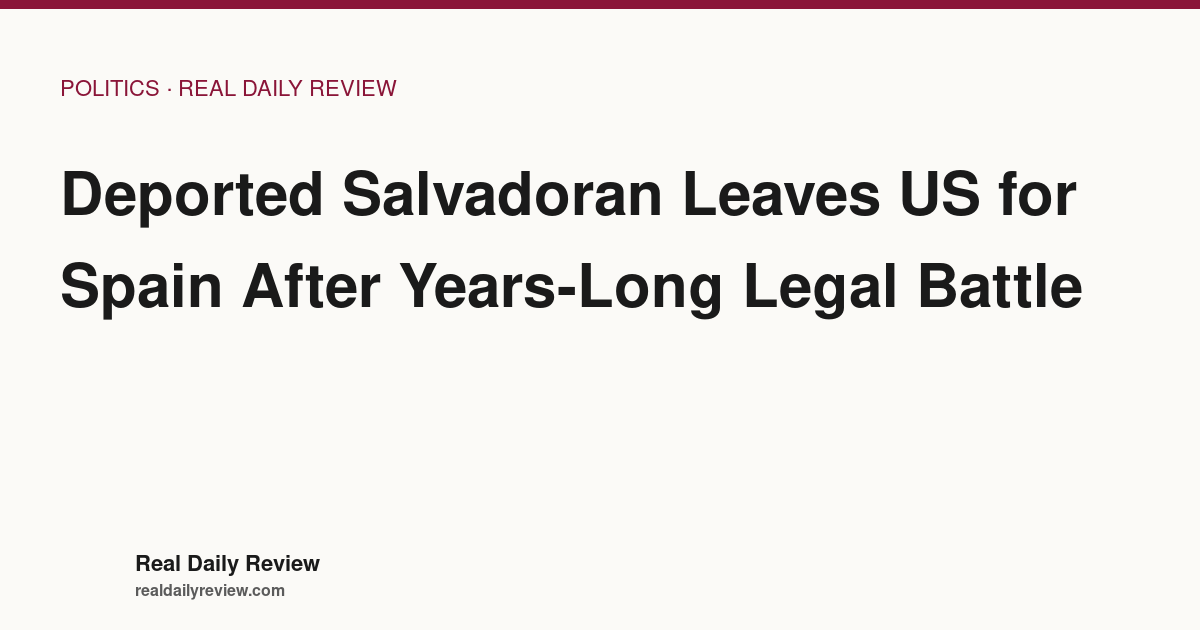 POLITICS · REAL DAILY REVIEW
Deported Salvadoran Leaves US for
Spain After Years-Long Legal Battle
Real Daily Review
realdailyreview.com